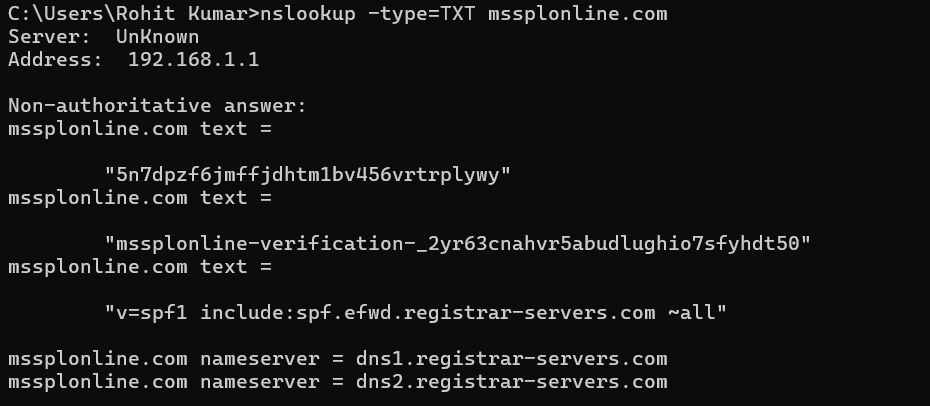 C:\Users\Rohit Kumar>nslookup -type=TXT mssplonline.com
Server:  UnKnown
Address:  192.168.1.1
Non-authoritative answer:
mssplonline.com text =
"5n7dpzf6jmffjdhtm1bv456vrtrplywy"
mssplonline.com text =
"mssplonline-verification-_2yr63cnahvr5abudlughio7sfyhdt50"
mssplonline.com text =
"v=spf1 include:spf.efwd.registrar-servers.com ~all"
mssplonline.com nameserver = dns1.registrar-servers.com
mssplonline.com nameserver = dns2.registrar-servers.com